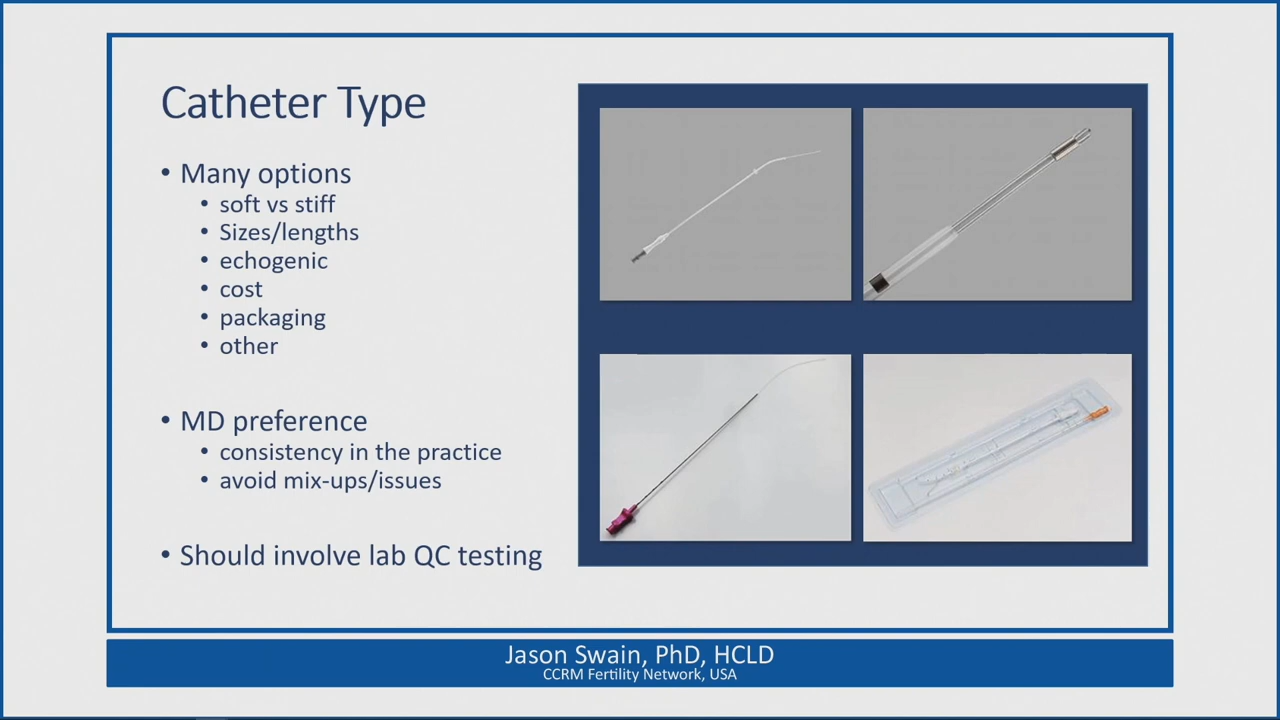 Catheter Type
• Many options
• soft vs stiff
• Sizes/lengths
• echogenic
• cost
• packaging
• other
• MD preference
• consistency in the practice
• avoid mix-ups/issues
• Should involve lab QC testing
Jason Swain, PhD, HCLD
CCRM Fertility Network, USA